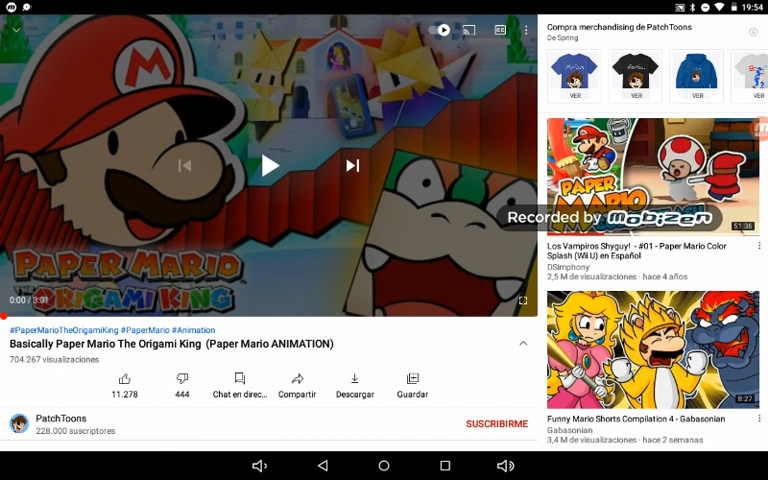 19:54
Compra merchandising de PatchToons
De Spring
VER
VER
VER
VER
M
PAPER MARIO
THE ORIGAMI KING
0:00 / 3:01
PAPER
MARIO
Recorded by mobizen
51:36
Los Vampiros Shyguy! - #01 - Paper Mario Color
Splash (Wii U) en Español
DSimphony
2,5 M de visualizaciones · hace 4 años
#PaperMarioTheOrigamiKing #PaperMario #Animation
Basically Paper Mario The Origami King (Paper Mario ANIMATION)
704.267 visualizaciones
11.278
444
Chat en direc...
Compartir
Descargar
Guardar
PatchToons
228.000 suscriptores
SUSCRIBIRME
8:27
Funny Mario Shorts Compilation 4 - Gabasonian
Gabasonian
3,4 M de visualizaciones · hace 2 semanas